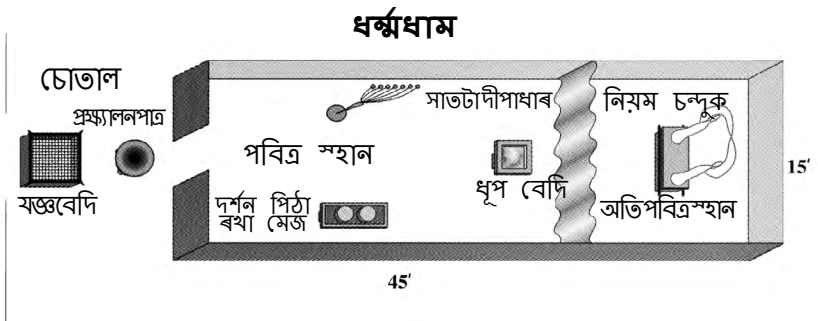 ধৰ্ম্মধাম
চোতাল
প্ৰক্ষ্যালনপাত্ৰ
যজ্ঞবেদি
পবিত্ৰ স্হান
দৰ্শন পিঠা
ৰখা মেজ
সাতটাদীপাধাৰ
ধূপ বেদি
নিয়ম চন্দুক
অতিপবিত্ৰস্হান
15'
45'